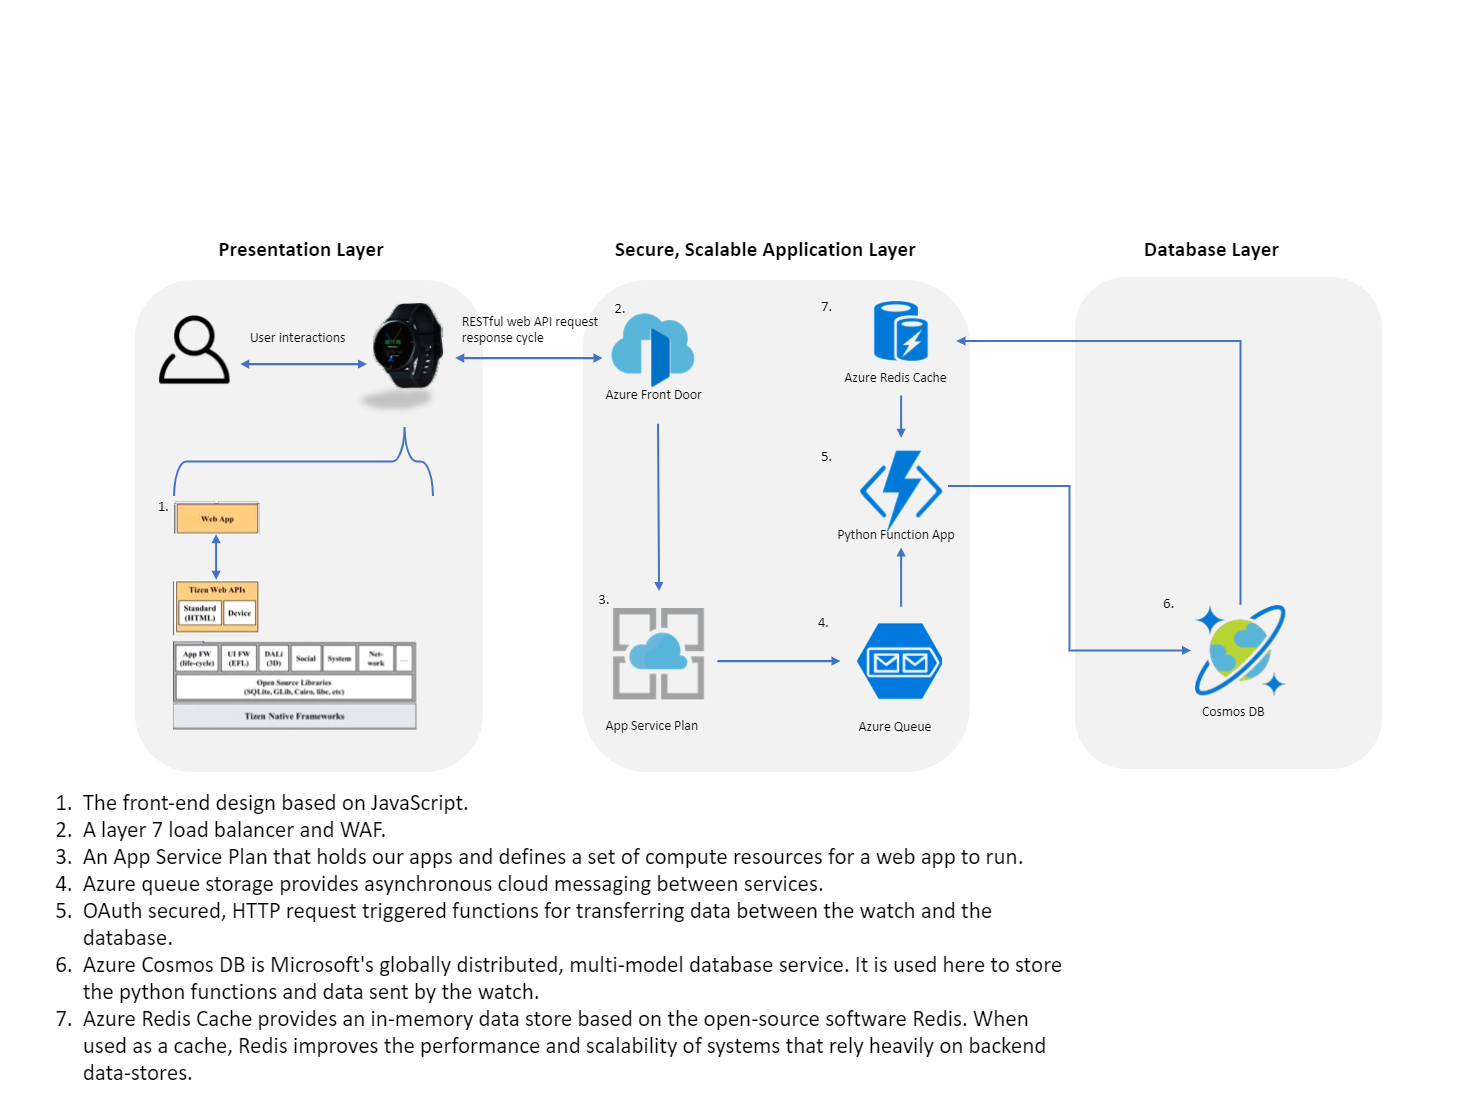 Presentation Layer
Secure, Scalable Application Layer
Database Layer
User interactions
RESTful web API request
response cycle
2.
Azure Front Door
7.
Azure Redis Cache
5.
Python Function App
1.
Web App
Tizen Web APIs
Standard
(HTML)
Device
App FW
(life-cycle)
UI FW
(EFL)
DALi
(3D)
Social
System
Net-
work
...
Open Source Libraries
(SQLite, GLib, Cairo, libc, etc)
Tizen Native Frameworks
3.
App Service Plan
4.
Azure Queue
6.
Cosmos DB
1. The front-end design based on JavaScript.
2. A layer 7 load balancer and WAF.
3. An App Service Plan that holds our apps and defines a set of compute resources for a web app to run.
4. Azure queue storage provides asynchronous cloud messaging between services.
5. OAuth secured, HTTP request triggered functions for transferring data between the watch and the
database.
6. Azure Cosmos DB is Microsoft's globally distributed, multi-model database service. It is used here to store
the python functions and data sent by the watch.
7. Azure Redis Cache provides an in-memory data store based on the open-source software Redis. When
used as a cache, Redis improves the performance and scalability of systems that rely heavily on backend
data-stores.